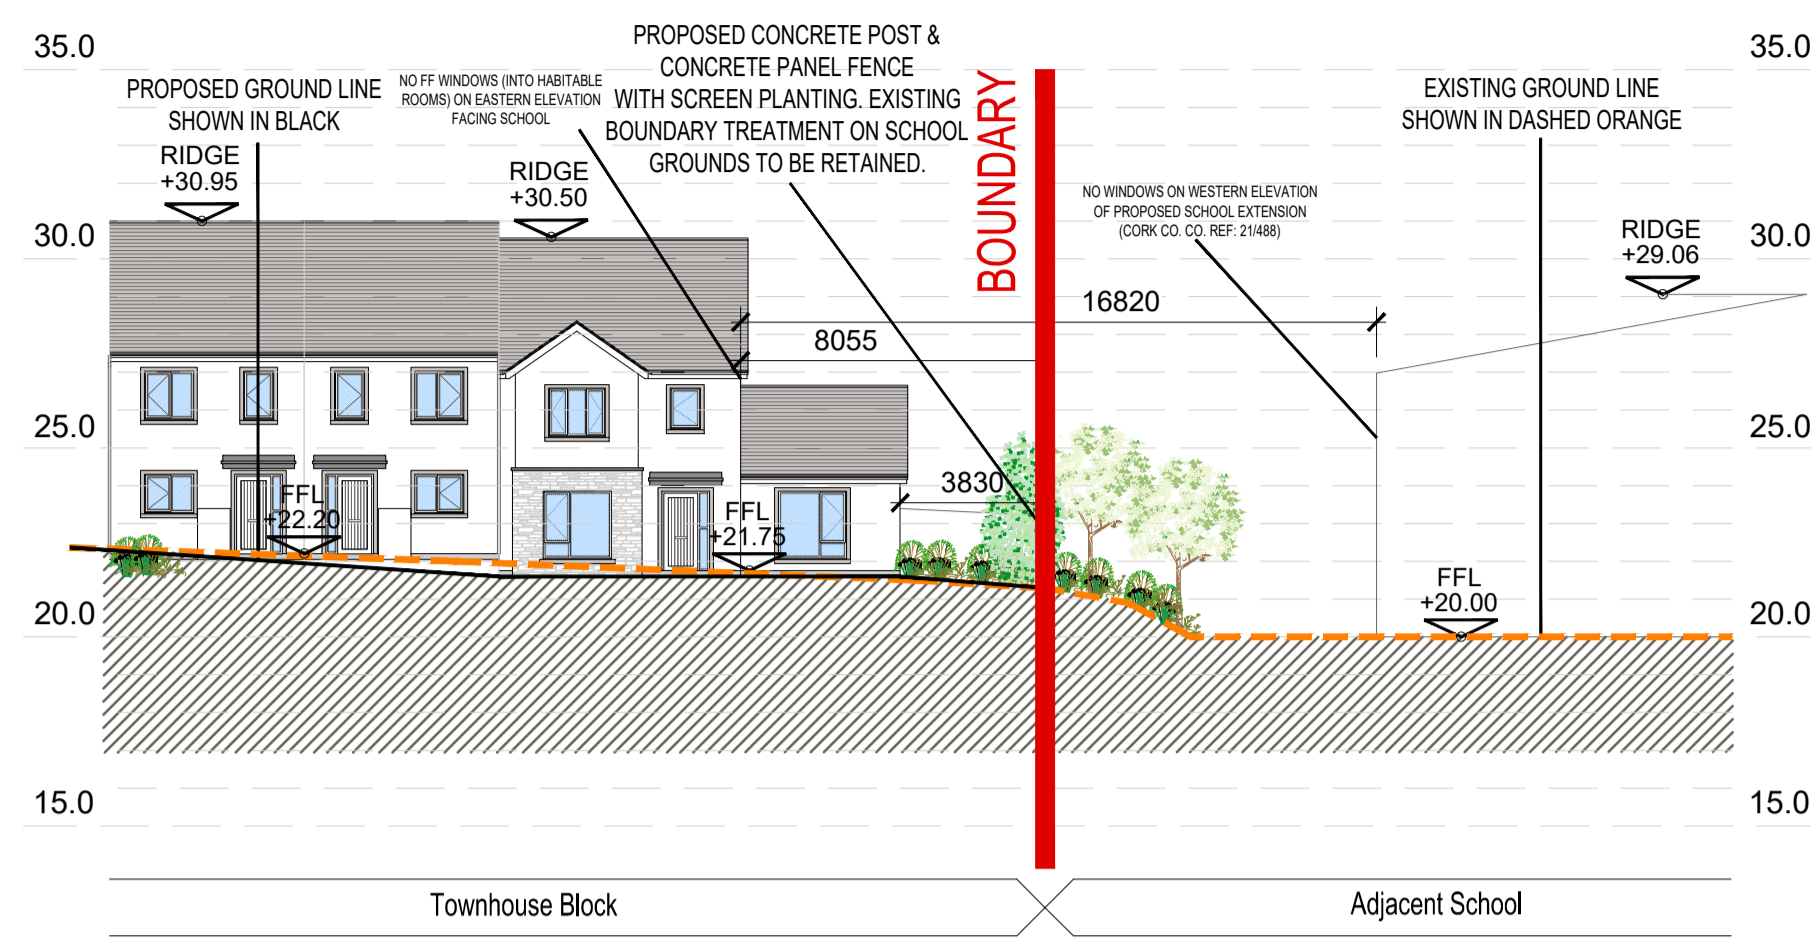 35.0
35.0
PROPOSED GROUND LINE
SHOWN IN BLACK
NO FF WINDOWS (INTO HABITABLE
ROOMS) ON EASTERN ELEVATION
FACING SCHOOL
PROPOSED CONCRETE POST &
CONCRETE PANEL FENCE
WITH SCREEN PLANTING. EXISTING
BOUNDARY TREATMENT ON SCHOOL
GROUNDS TO BE RETAINED.
BOUNDARY
EXISTING GROUND LINE
SHOWN IN DASHED ORANGE
RIDGE
+30.95
RIDGE
+30.50
NO WINDOWS ON WESTERN ELEVATION
OF PROPOSED SCHOOL EXTENSION
(CORK CO. CO. REF: 21/488)
RIDGE
+29.06
30.0
30.0
16820
8055
25.0
25.0
3830
FFL
+22.20
FFL
+21.75
FFL
+20.00
20.0
20.0
15.0
15.0
Townhouse Block
Adjacent School